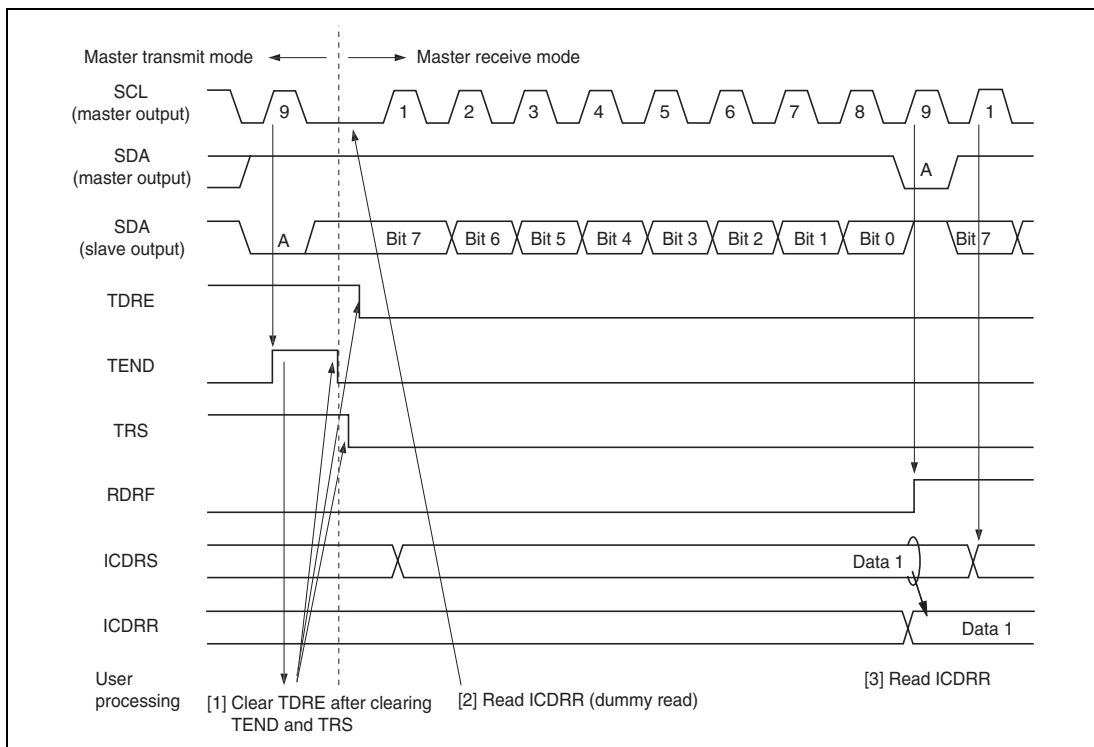 Master transmit mode Master receive mode
SCL
(master output)
9 1 2 3 4 5 6 7 8 9 1
SDA
(master output)
A
SDA
(slave output)
A Bit 7 Bit 6 Bit 5 Bit 4 Bit 3 Bit 2 Bit 1 Bit 0 Bit 7
TDRE
TEND
TRS
RDRF
ICDRS
Data 1
ICDRR
Data 1
User
processing
[1] Clear TDRE after clearing
TEND and TRS
[2] Read ICDRR (dummy read)
[3] Read ICDRR